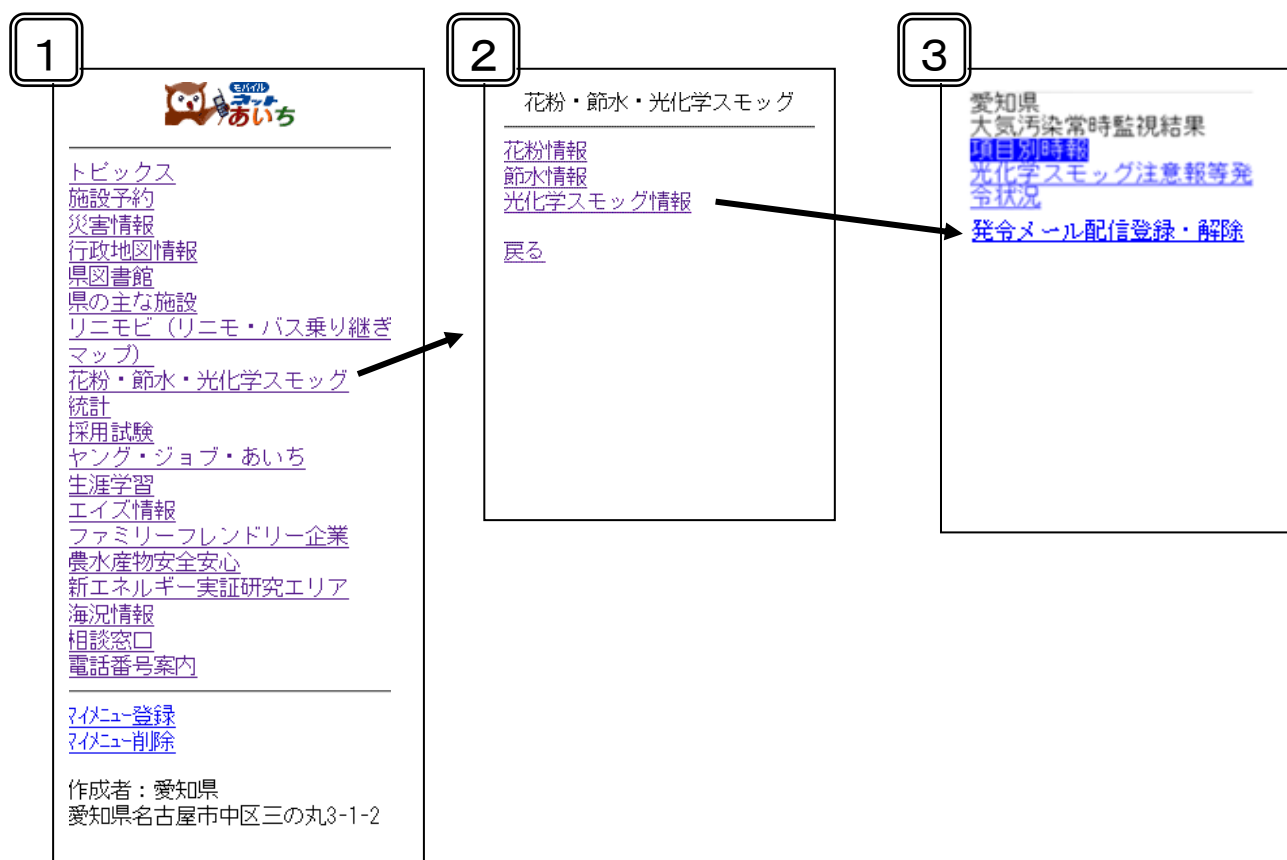 1
モバイル
ネット
あいち
トピックス
施設予約
災害情報
行政地図情報
県図書館
県の主な施設
リニモビ（リニモ・バス乗り継ぎ
マップ）
花粉・節水・光化学スモッグ
統計
採用試験
ヤング・ジョブ・あいち
生涯学習
エイズ情報
ファミリーフレンドリー企業
農水産物安全安心
新エネルギー実証研究エリア
海況情報
相談窓口
電話番号案内
ﾏｲﾒﾆｭｰ登録
ﾏｲﾒﾆｭｰ削除
作成者：愛知県
愛知県名古屋市中区三の丸3-1-2
2
花粉・節水・光化学スモッグ
花粉情報
節水情報
光化学スモッグ情報
戻る
3
愛知県
大気汚染常時監視結果
項目別時報
光化学スモッグ注意報等発
令状況
発令メール配信登録・解除